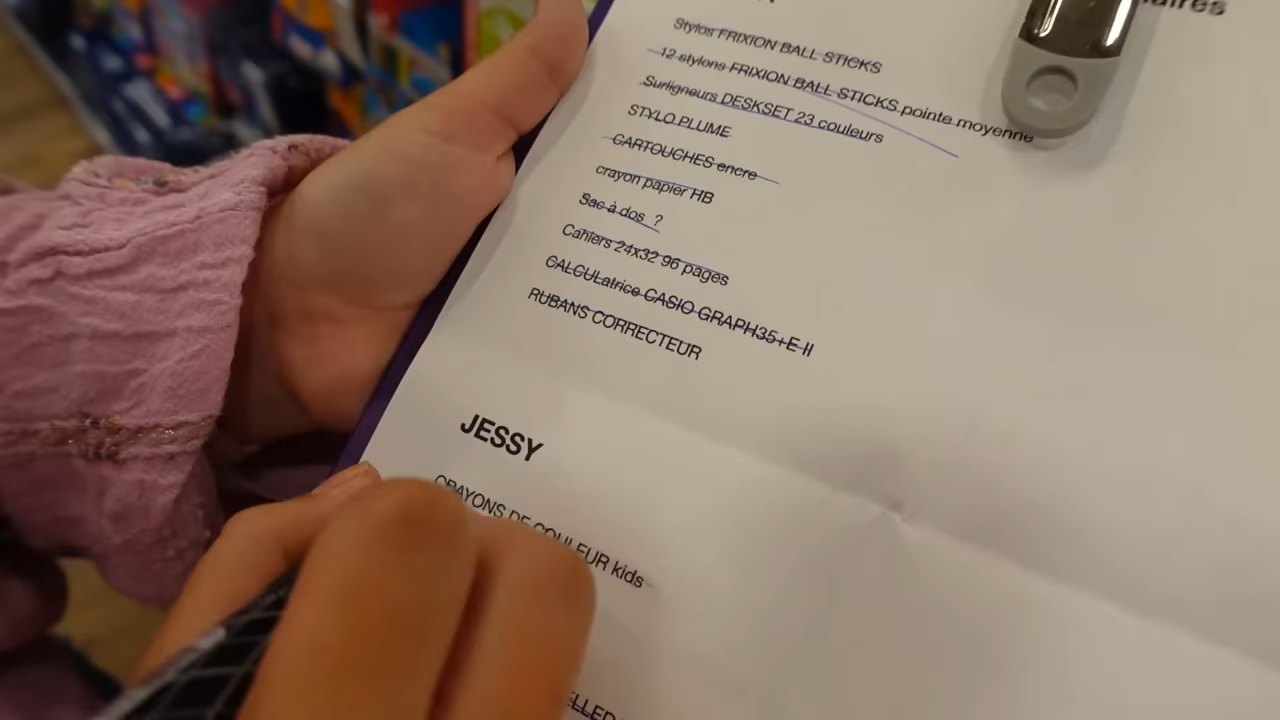 aires
Stylos FRIXION BALL STICKS
12 stylons FRIXION BALL STICKS pointe moyenne
Surligneurs DESKSET 23 couleurs
STYLO PLUME
CARTOUCHES encre
crayon papier HB
Sac à dos ?
Cahiers 24x32 96 pages
CALCULatrice CASIO GRAPH35+E II
RUBANS CORRECTEUR
JESSY
CRAYONS DE COULEUR kids
ELLED